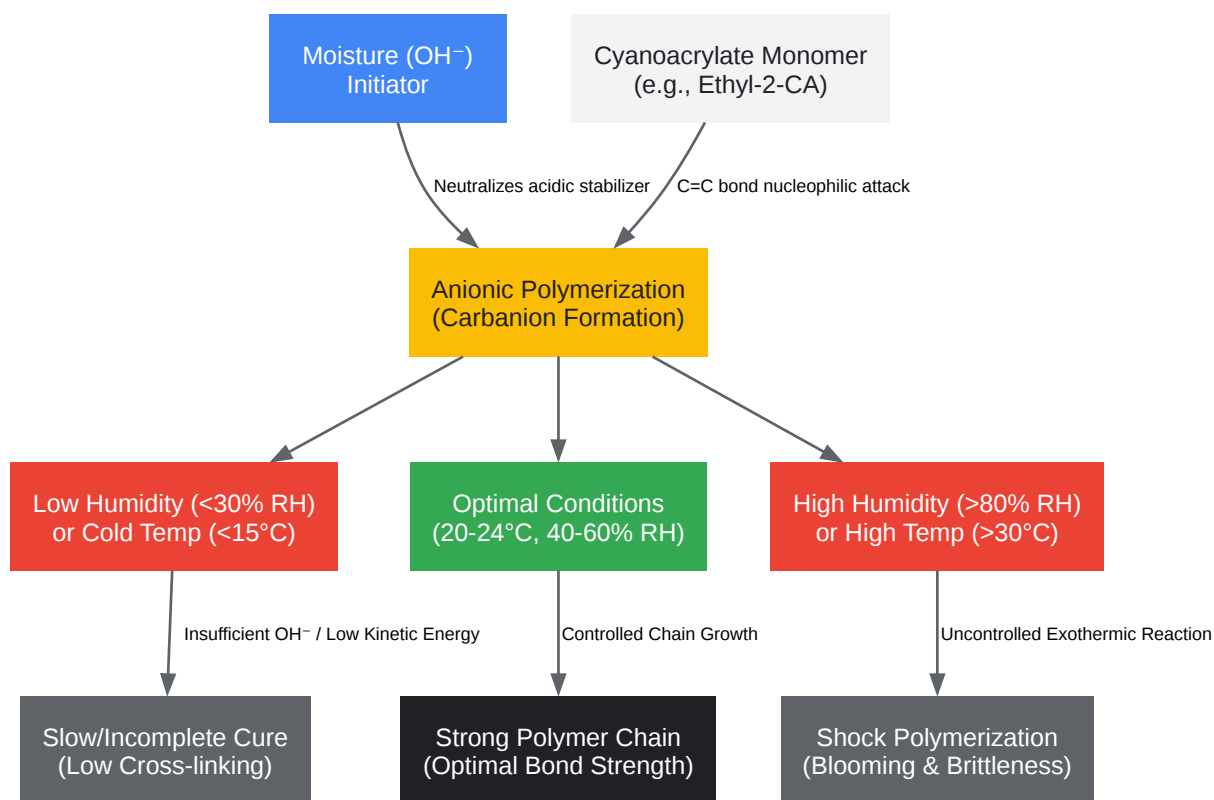 Moisture (OH⁻)
Initiator
Cyanoacrylate Monomer
(e.g., Ethyl-2-CA)
Neutralizes acidic stabilizer
C=C bond nucleophilic attack
Anionic Polymerization
(Carbanion Formation)
Low Humidity (<30% RH)
or Cold Temp (<15°C)
Optimal Conditions
(20-24°C, 40-60% RH)
High Humidity (>80% RH)
or High Temp (>30°C)
Insufficient OH⁻ / Low Kinetic Energy
Controlled Chain Growth
Uncontrolled Exothermic Reaction
Slow/Incomplete Cure
(Low Cross-linking)
Strong Polymer Chain
(Optimal Bond Strength)
Shock Polymerization
(Blooming & Brittleness)